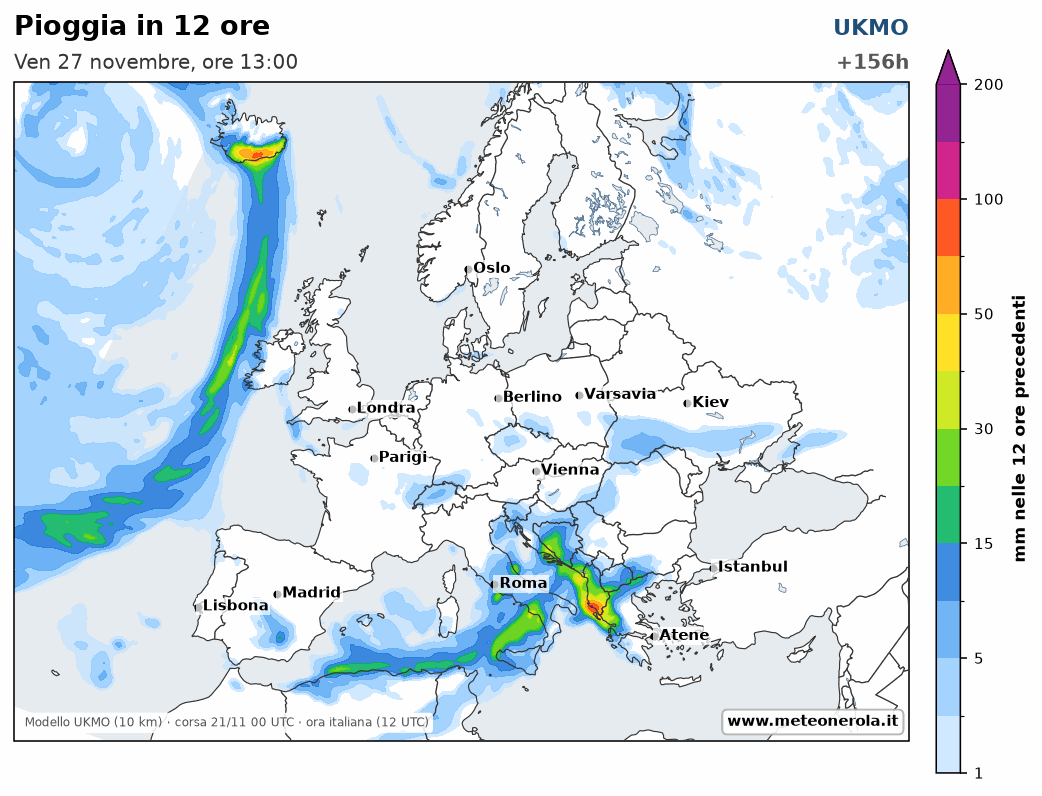 Pioggia in 12 ore
UKMO
Ven 27 novembre, ore 13:00
+156h
200
100
50
30
15
5
1
mm nelle 12 ore precedenti
Oslo
Berlino
Varsavia
Kiev
Londra
Parigi
Vienna
Istanbul
Roma
Madrid
Lisbona
Atene
Modello UKMO (10 km) · corsa 21/11 00 UTC · ora italiana (12 UTC)
www.meteonerola.it